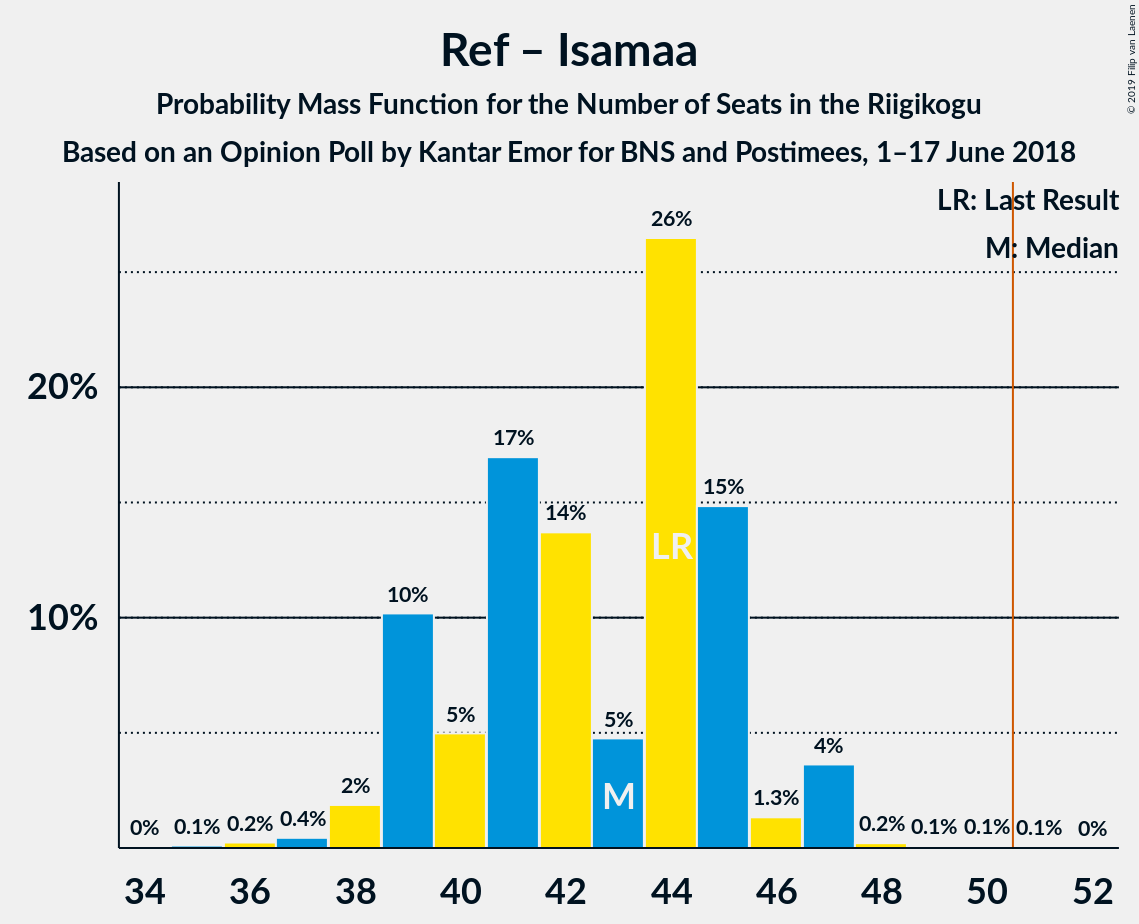 Ref – Isamaa
Probability Mass Function for the Number of Seats in the Riigikogu
Based on an Opinion Poll by Kantar Emor for BNS and Postimees, 1–17 June 2018
© 2019 Filip van Laenen
LR: Last Result
M: Median
20%
10%
0%
0.1%
0.2%
0.4%
2%
10%
5%
17%
14%
5%
26%
15%
1.3%
4%
0.2%
0.1%
0.1%
0.1%
0%
LR
M
34 36 38 40 42 44 46 48 50 52